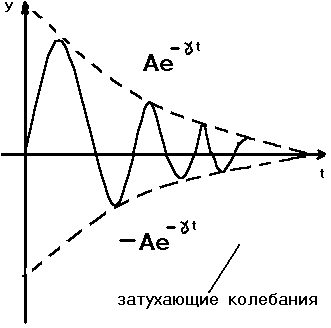 У
Ae^-γt
t
-Ae^-γt
затухающие колебания